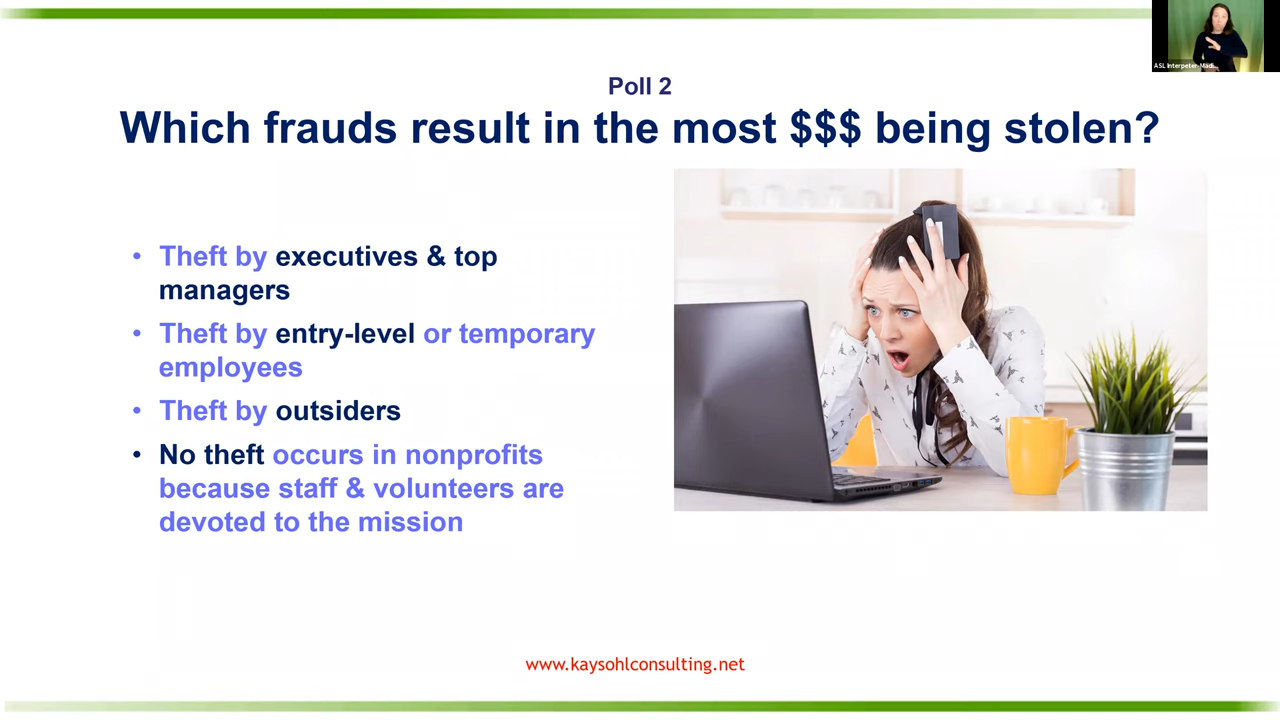 ASL Interpeter-Madi...
Poll 2
Which frauds result in the most $$$ being stolen?
• Theft by executives & top
managers
• Theft by entry-level or temporary
employees
• Theft by outsiders
• No theft occurs in nonprofits
because staff & volunteers are
devoted to the mission
www.kaysohlconsulting.net